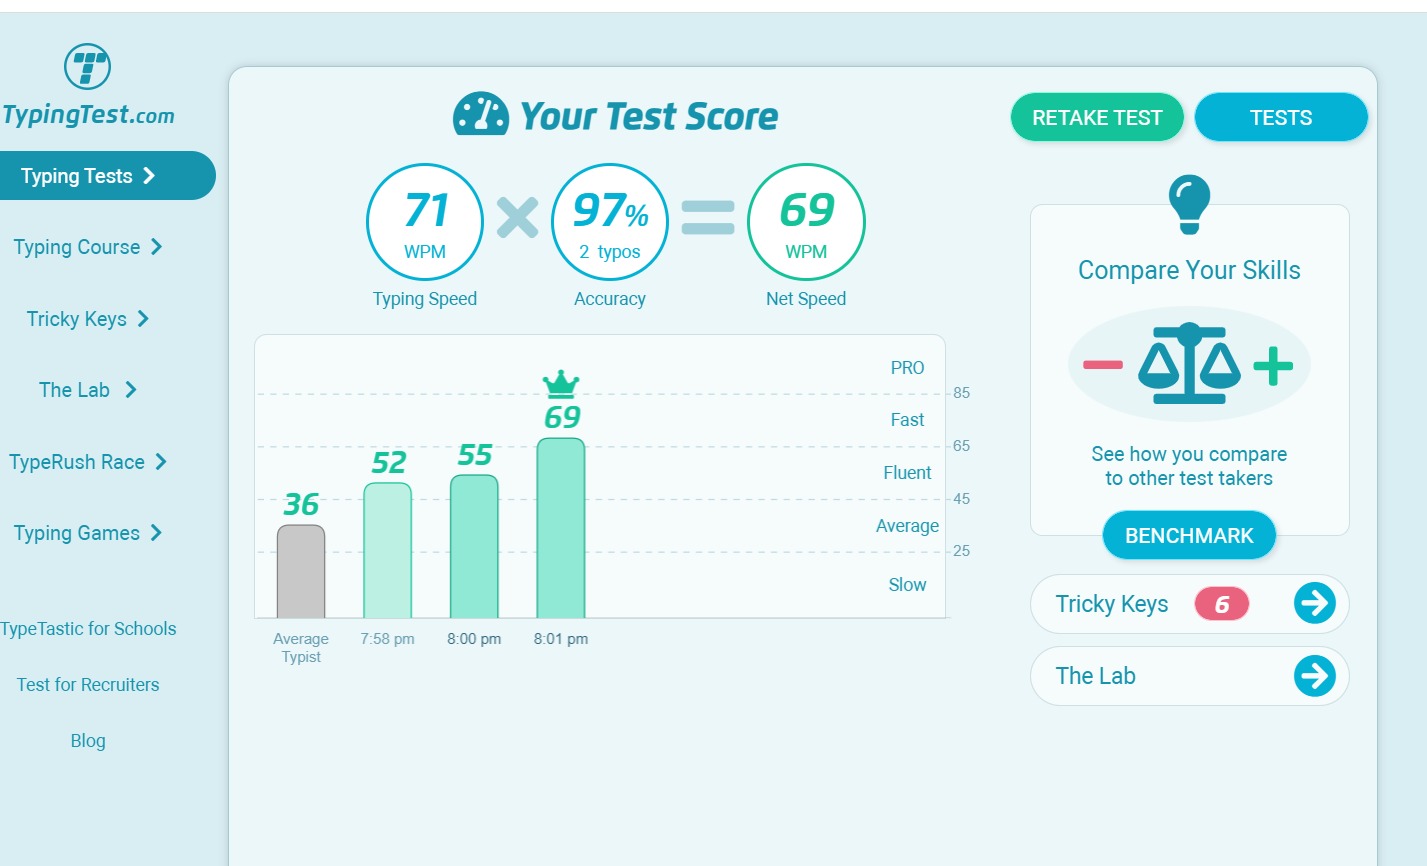 TypingTest.com
Typing Tests
Typing Course
Tricky Keys
The Lab
TypeRush Race
Typing Games
TypeTastic for Schools
Test for Recruiters
Blog
Your Test Score
71
WPM
Typing Speed
97%
2 typos
Accuracy
69
WPM
Net Speed
PRO
85
Fast
65
Fluent
45
Average
25
Slow
36
52
55
69
Average
Typist
7:58 pm
8:00 pm
8:01 pm
RETAKE TEST
TESTS
Compare Your Skills
See how you compare
to other test takers
BENCHMARK
Tricky Keys 6
The Lab